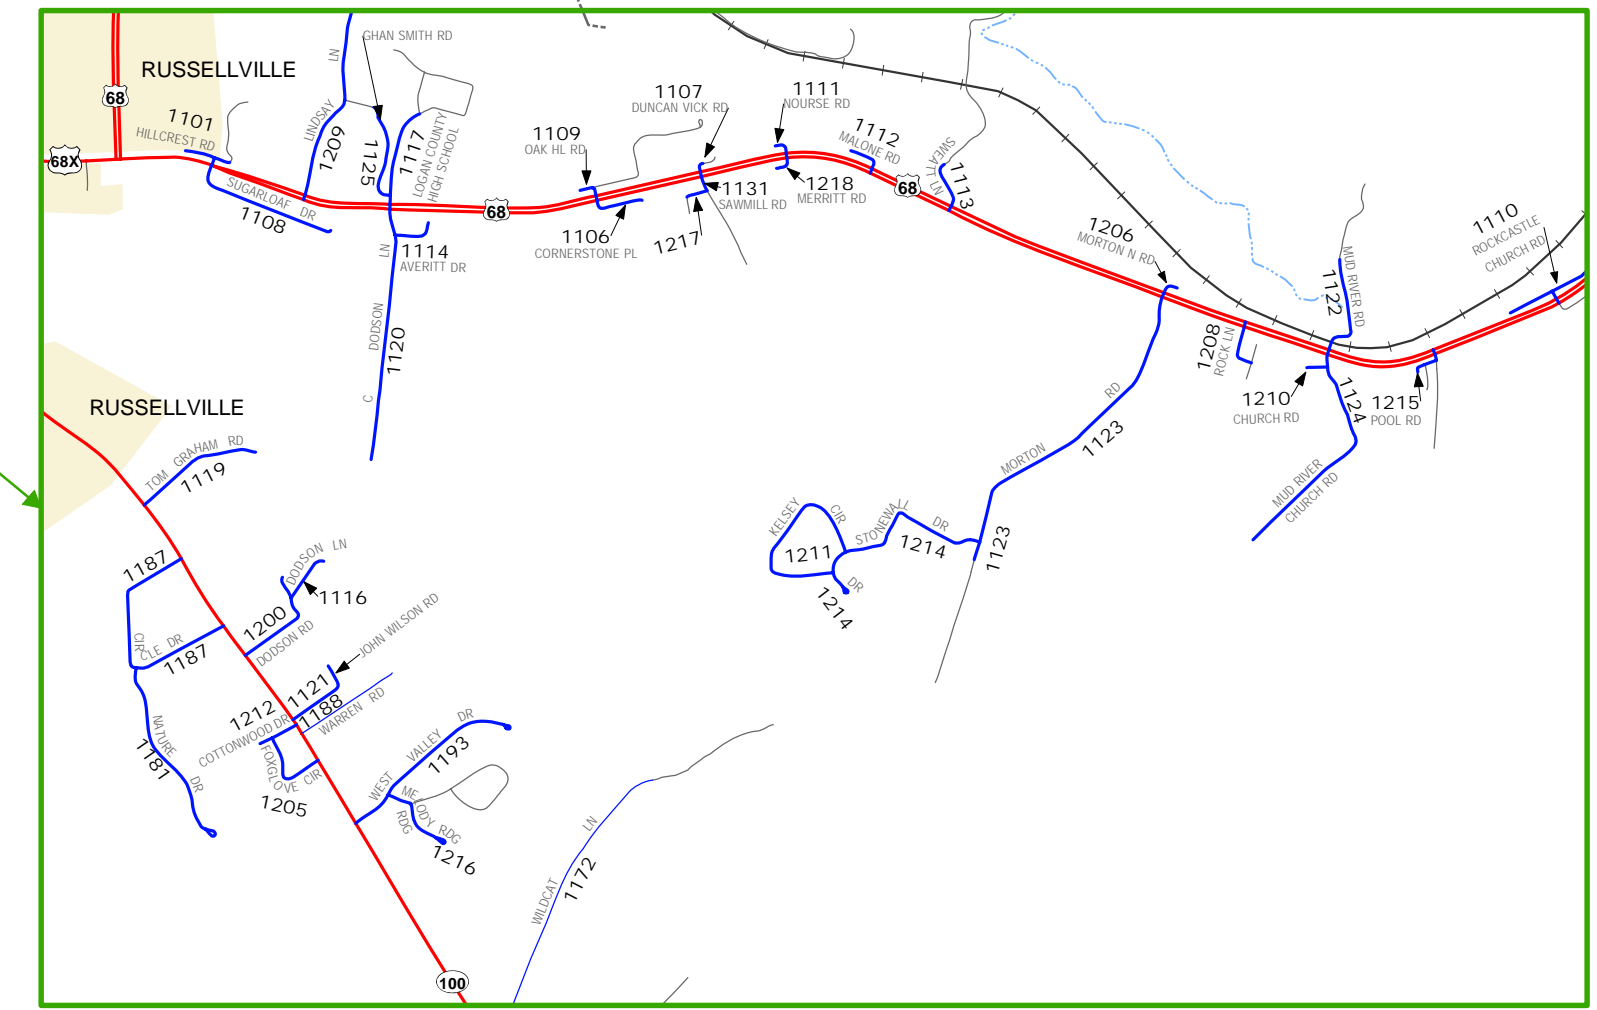 GHAN SMITH RD
RUSSELLVILLE
68
LN
1101
HILLCREST RD
68X
LINDSAY
1209
1125
1117
LOGAN COUNTY
HIGH SCHOOL
SUGARLOAF DR
1108
68
1109
OAK HL RD
1107
DUNCAN VICK RD
1111
NOURSE RD
1112
MALONE RD
SWEATT LN
1113
68
1131
SAWMILL RD
1218
MERRITT RD
1106
CORNERSTONE PL
1217
1114
AVERITT DR
LN
DODSON
C
1120
1206
MORTON N RD
1110
ROCKCASTLE
CHURCH RD
1122
MUD RIVER RD
1208
ROCK LN
1210
CHURCH RD
1124
1215
POOL RD
MUD RIVER
CHURCH RD
MORTON RD
1123
1123
RUSSELLVILLE
TOM GRAHAM RD
1119
KELSEY CIR
1211
STONEWALL DR
1214
DR
1214
1187
DODSON LN
1116
1200
DODSON RD
CIR
CLE DR
1187
JOHN WILSON RD
1121
1188
WARREN RD
1212
COTTONWOOD DR
FOXGLOVE CIR
1205
NATURE DR
1181
WEST VALLEY DR
1193
MELODY RDG
RDG
1216
WILDCAT LN
1172
100